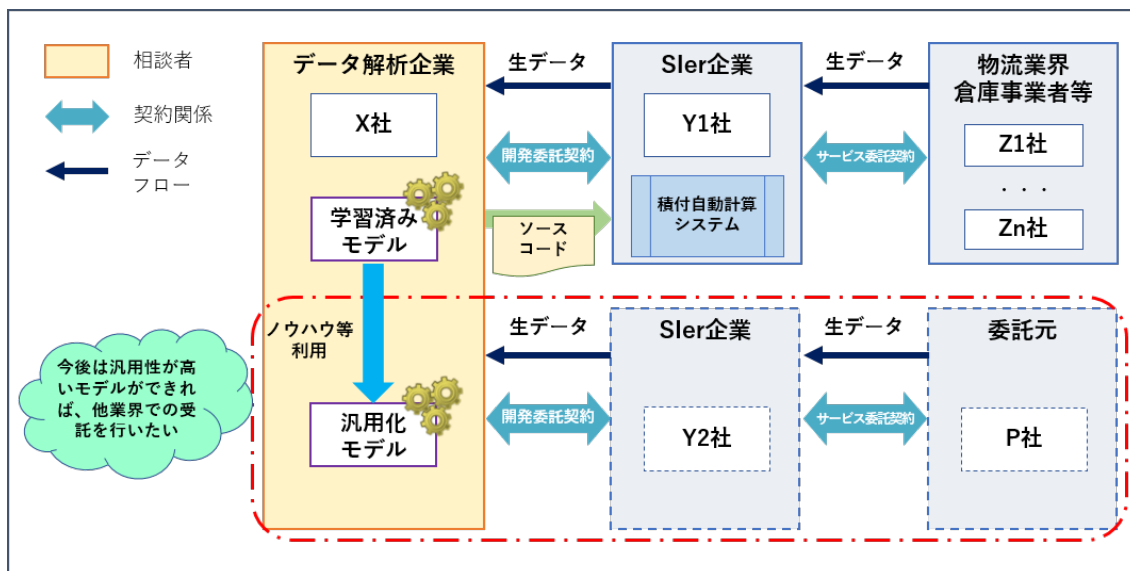 相談者
契約関係
データ
フロー
データ解析企業
X社
学習済み
モデル
ノウハウ等
利用
汎用化
モデル
生データ
開発委託契約
ソース
コード
SIer企業
Y1社
積付自動計算
システム
生データ
サービス委託契約
物流業界
倉庫事業者等
Z1社
・・・
Zn社
今後は汎用性が高
いモデルができれ
ば、他業界での受
託を行いたい
生データ
開発委託契約
SIer企業
Y2社
生データ
サービス委託契約
委託元
P社